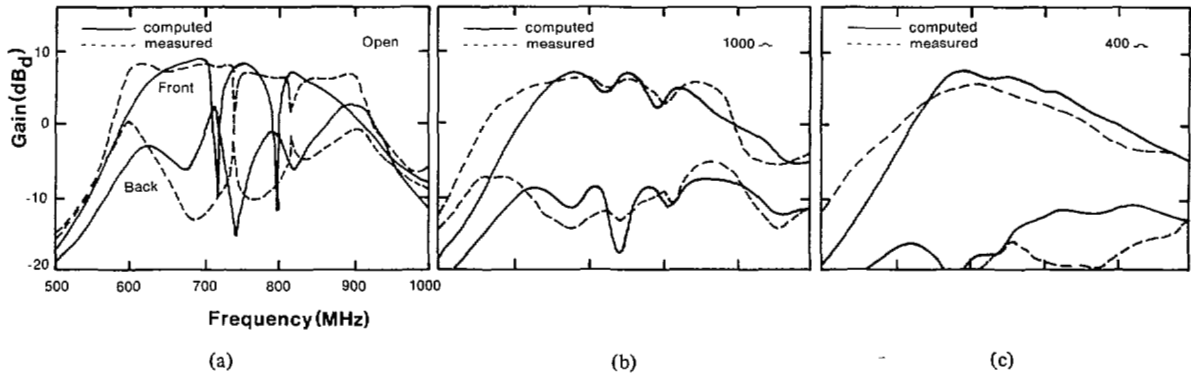 computed
measured
Open
Front
Back
10
0
-10
-20
Gain(dBd)
500 600 700 800 900 1000
Frequency(MHz)
(a)
computed
measured
1000 ~
(b)
computed
measured
400 ~
(c)